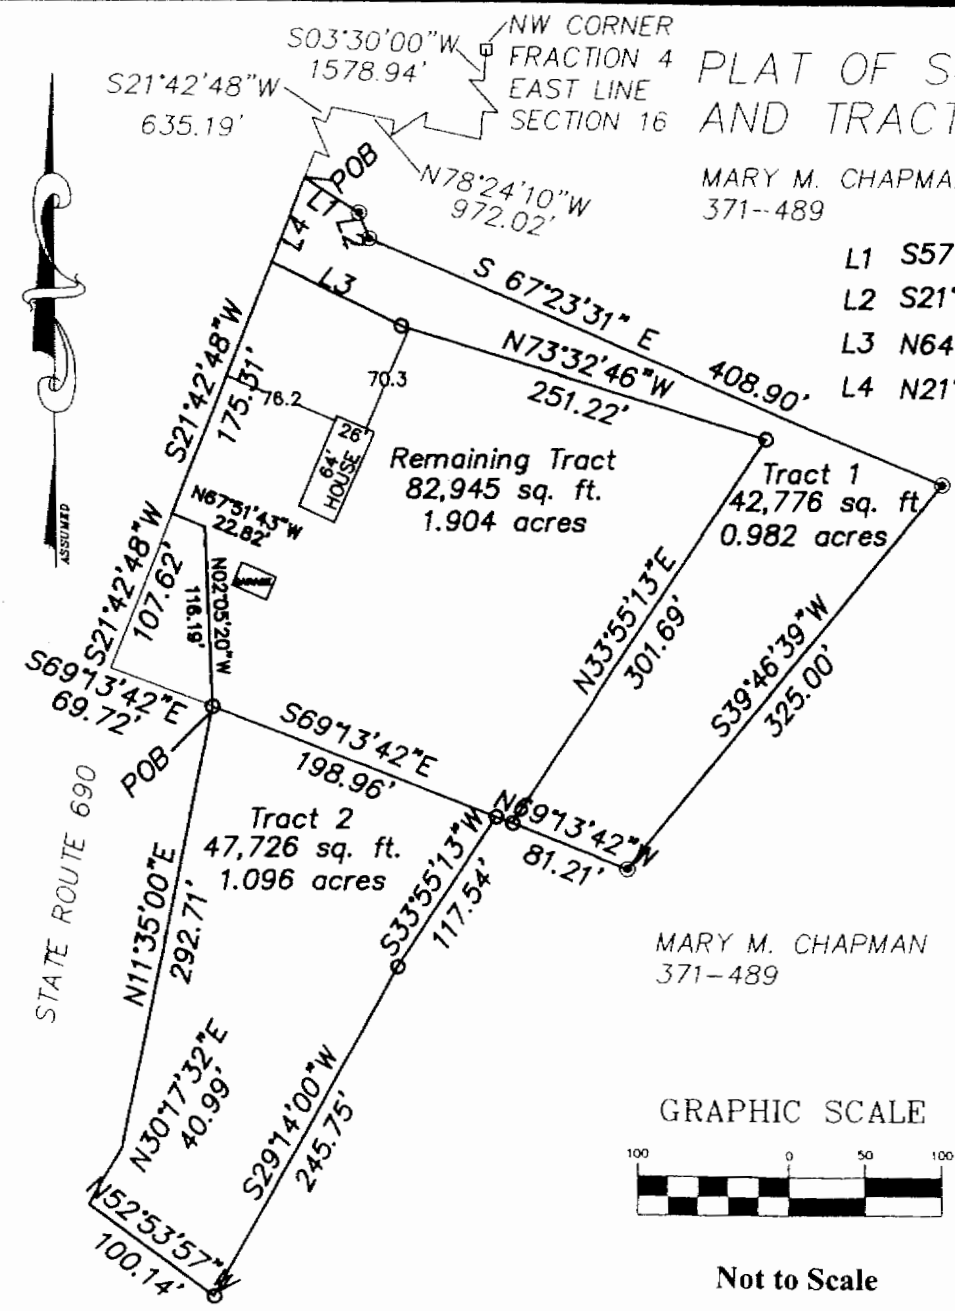 NW CORNER
FRACTION 4
EAST LINE
SECTION 16
S03°30'00"W
1578.94'
S21°42'48"W
635.19'
N78°24'10"W
972.02'
PLAT OF
AND TRACT
MARY M. CHAPMA
371--489
L1 S57
L2 S21°
L3 N64
L4 N21°
POB
L1
L2
L4
L3
S 67°23'31" E
408.90'
N73°32'46"W
251.22'
S21°42'48"W
175.31'
76.2
70.3
26'
64'
HOUSE
Remaining Tract
82,945 sq. ft.
1.904 acres
Tract 1
42,776 sq. ft
0.982 acres
ASSUMED
N67°51'43"W
22.82'
S21°42'48"W
107.62'
N02°05'20"W
116.19'
GARAGE
N33°55'13"E
301.69'
S39°46'39"W
325.00'
S69°13'42"E
69.72'
S69°13'42"E
198.96'
POB
N69°13'42"W
81.21'
Tract 2
47,726 sq. ft.
1.096 acres
STATE ROUTE 690
N11°35'00"E
292.71'
S33°55'13"W
117.54'
MARY M. CHAPMAN
371-489
N30°17'32"E
40.99'
S29°14'00"W
245.75'
N52°53'57"W
100.14'
GRAPHIC SCALE
100 0 50 100
Not to Scale